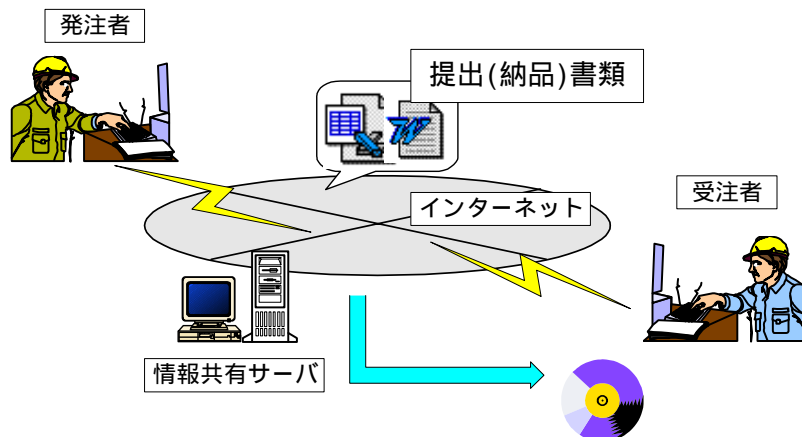 発注者
提出(納品)書類
インターネット
受注者
情報共有サーバ